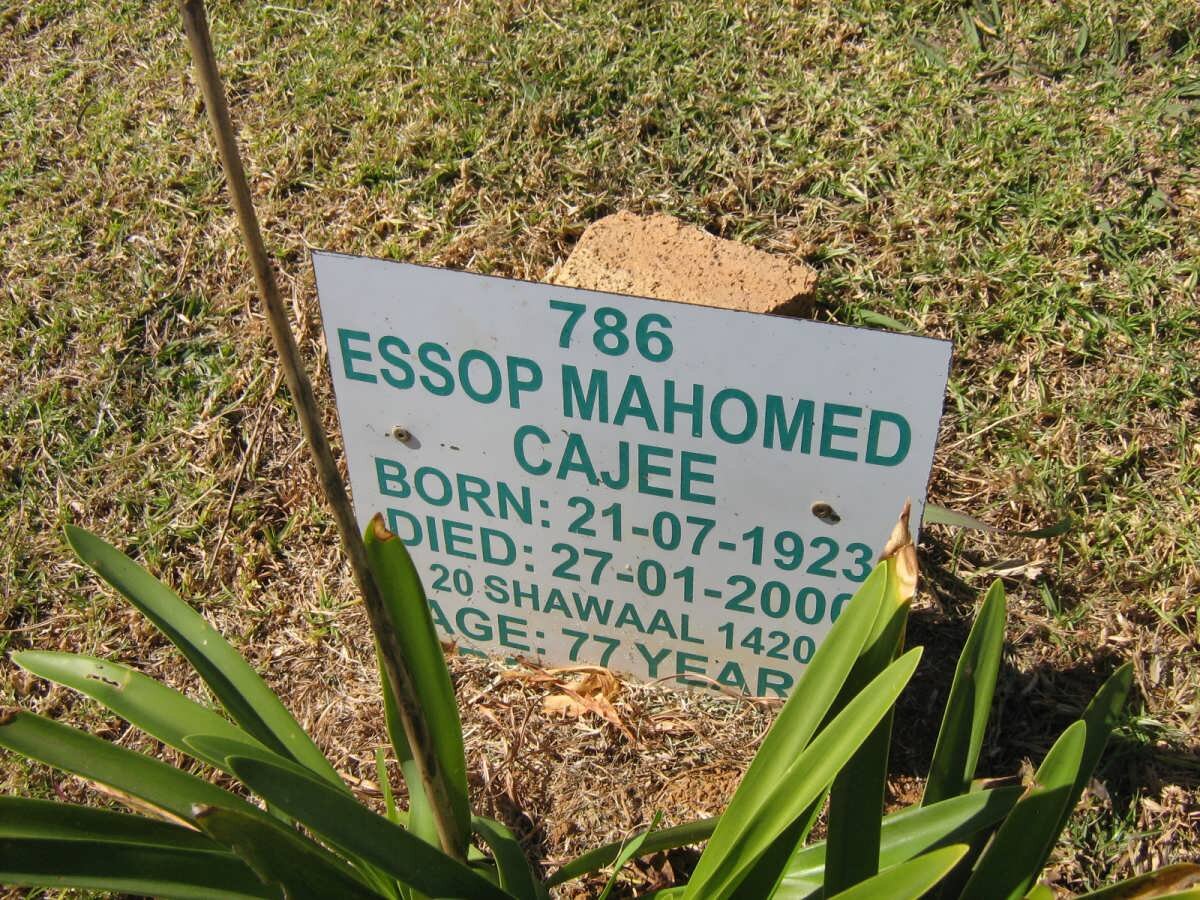 786
ESSOP MAHOMED
CAJEE
BORN: 21-07-1923
DIED: 27-01-2000
20 SHAWAAL 1420
AGE: 77 YEAR